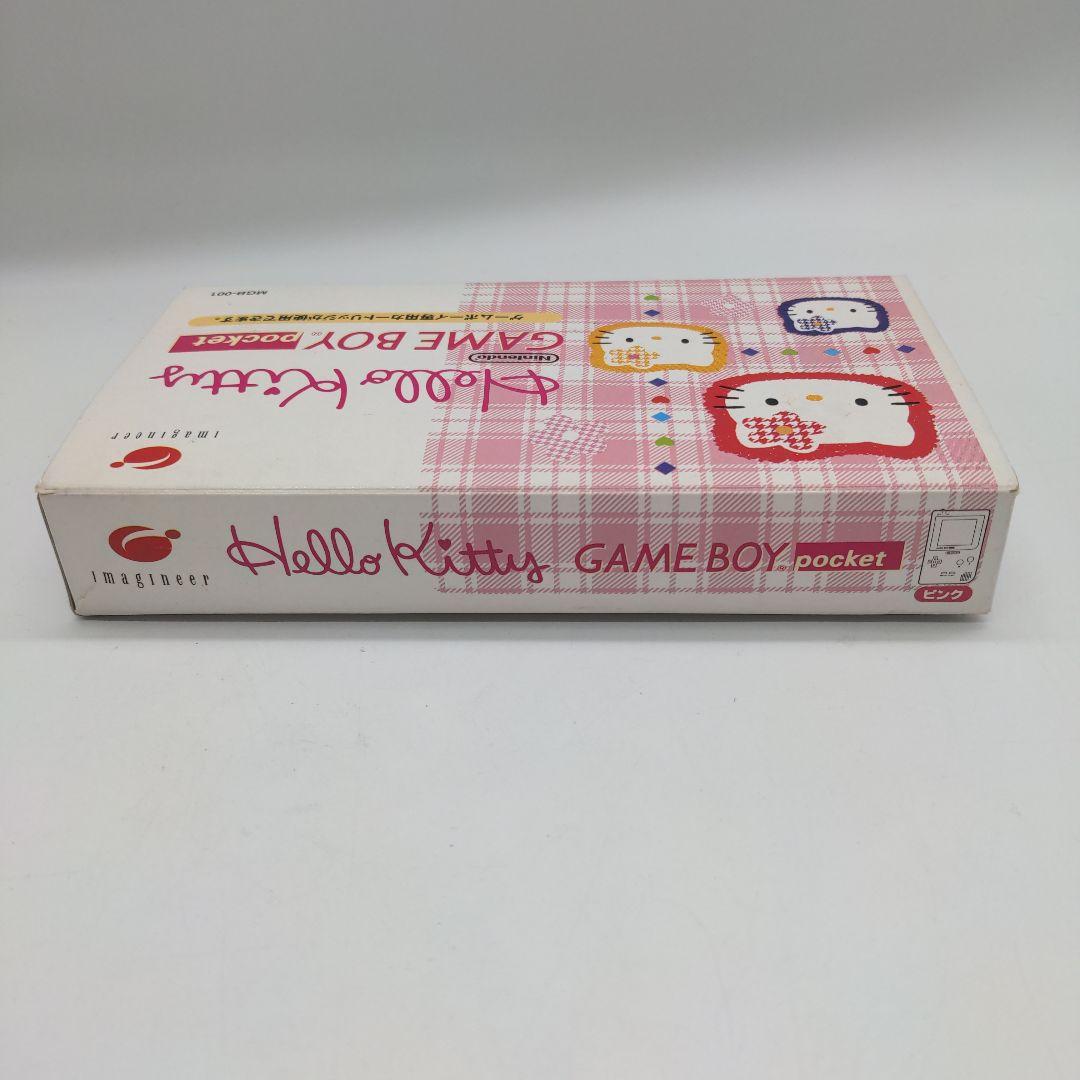 MGB-001
ゲームボーイ専用カートリッジが使用できます。
GAME BOY® pocket
Nintendo
Hello Kitty
imagineer
imagineer
Hello Kitty GAME BOY® pocket
ピンク